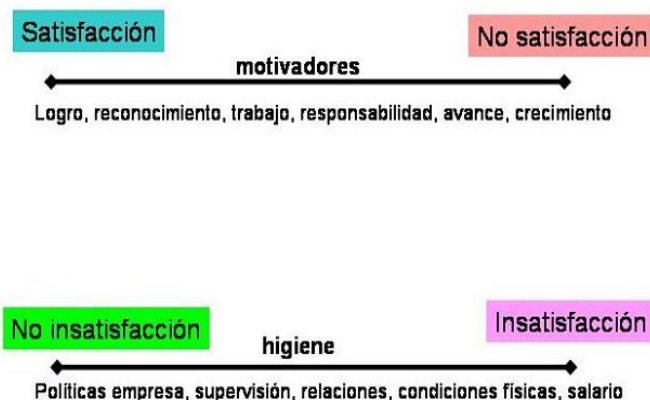 Satisfacción
No satisfacción
motivadores
Logro, reconocimiento, trabajo, responsabilidad, avance, crecimiento
No insatisfacción
Insatisfacción
higiene
Políticas empresa, supervisión, relaciones, condiciones físicas, salario